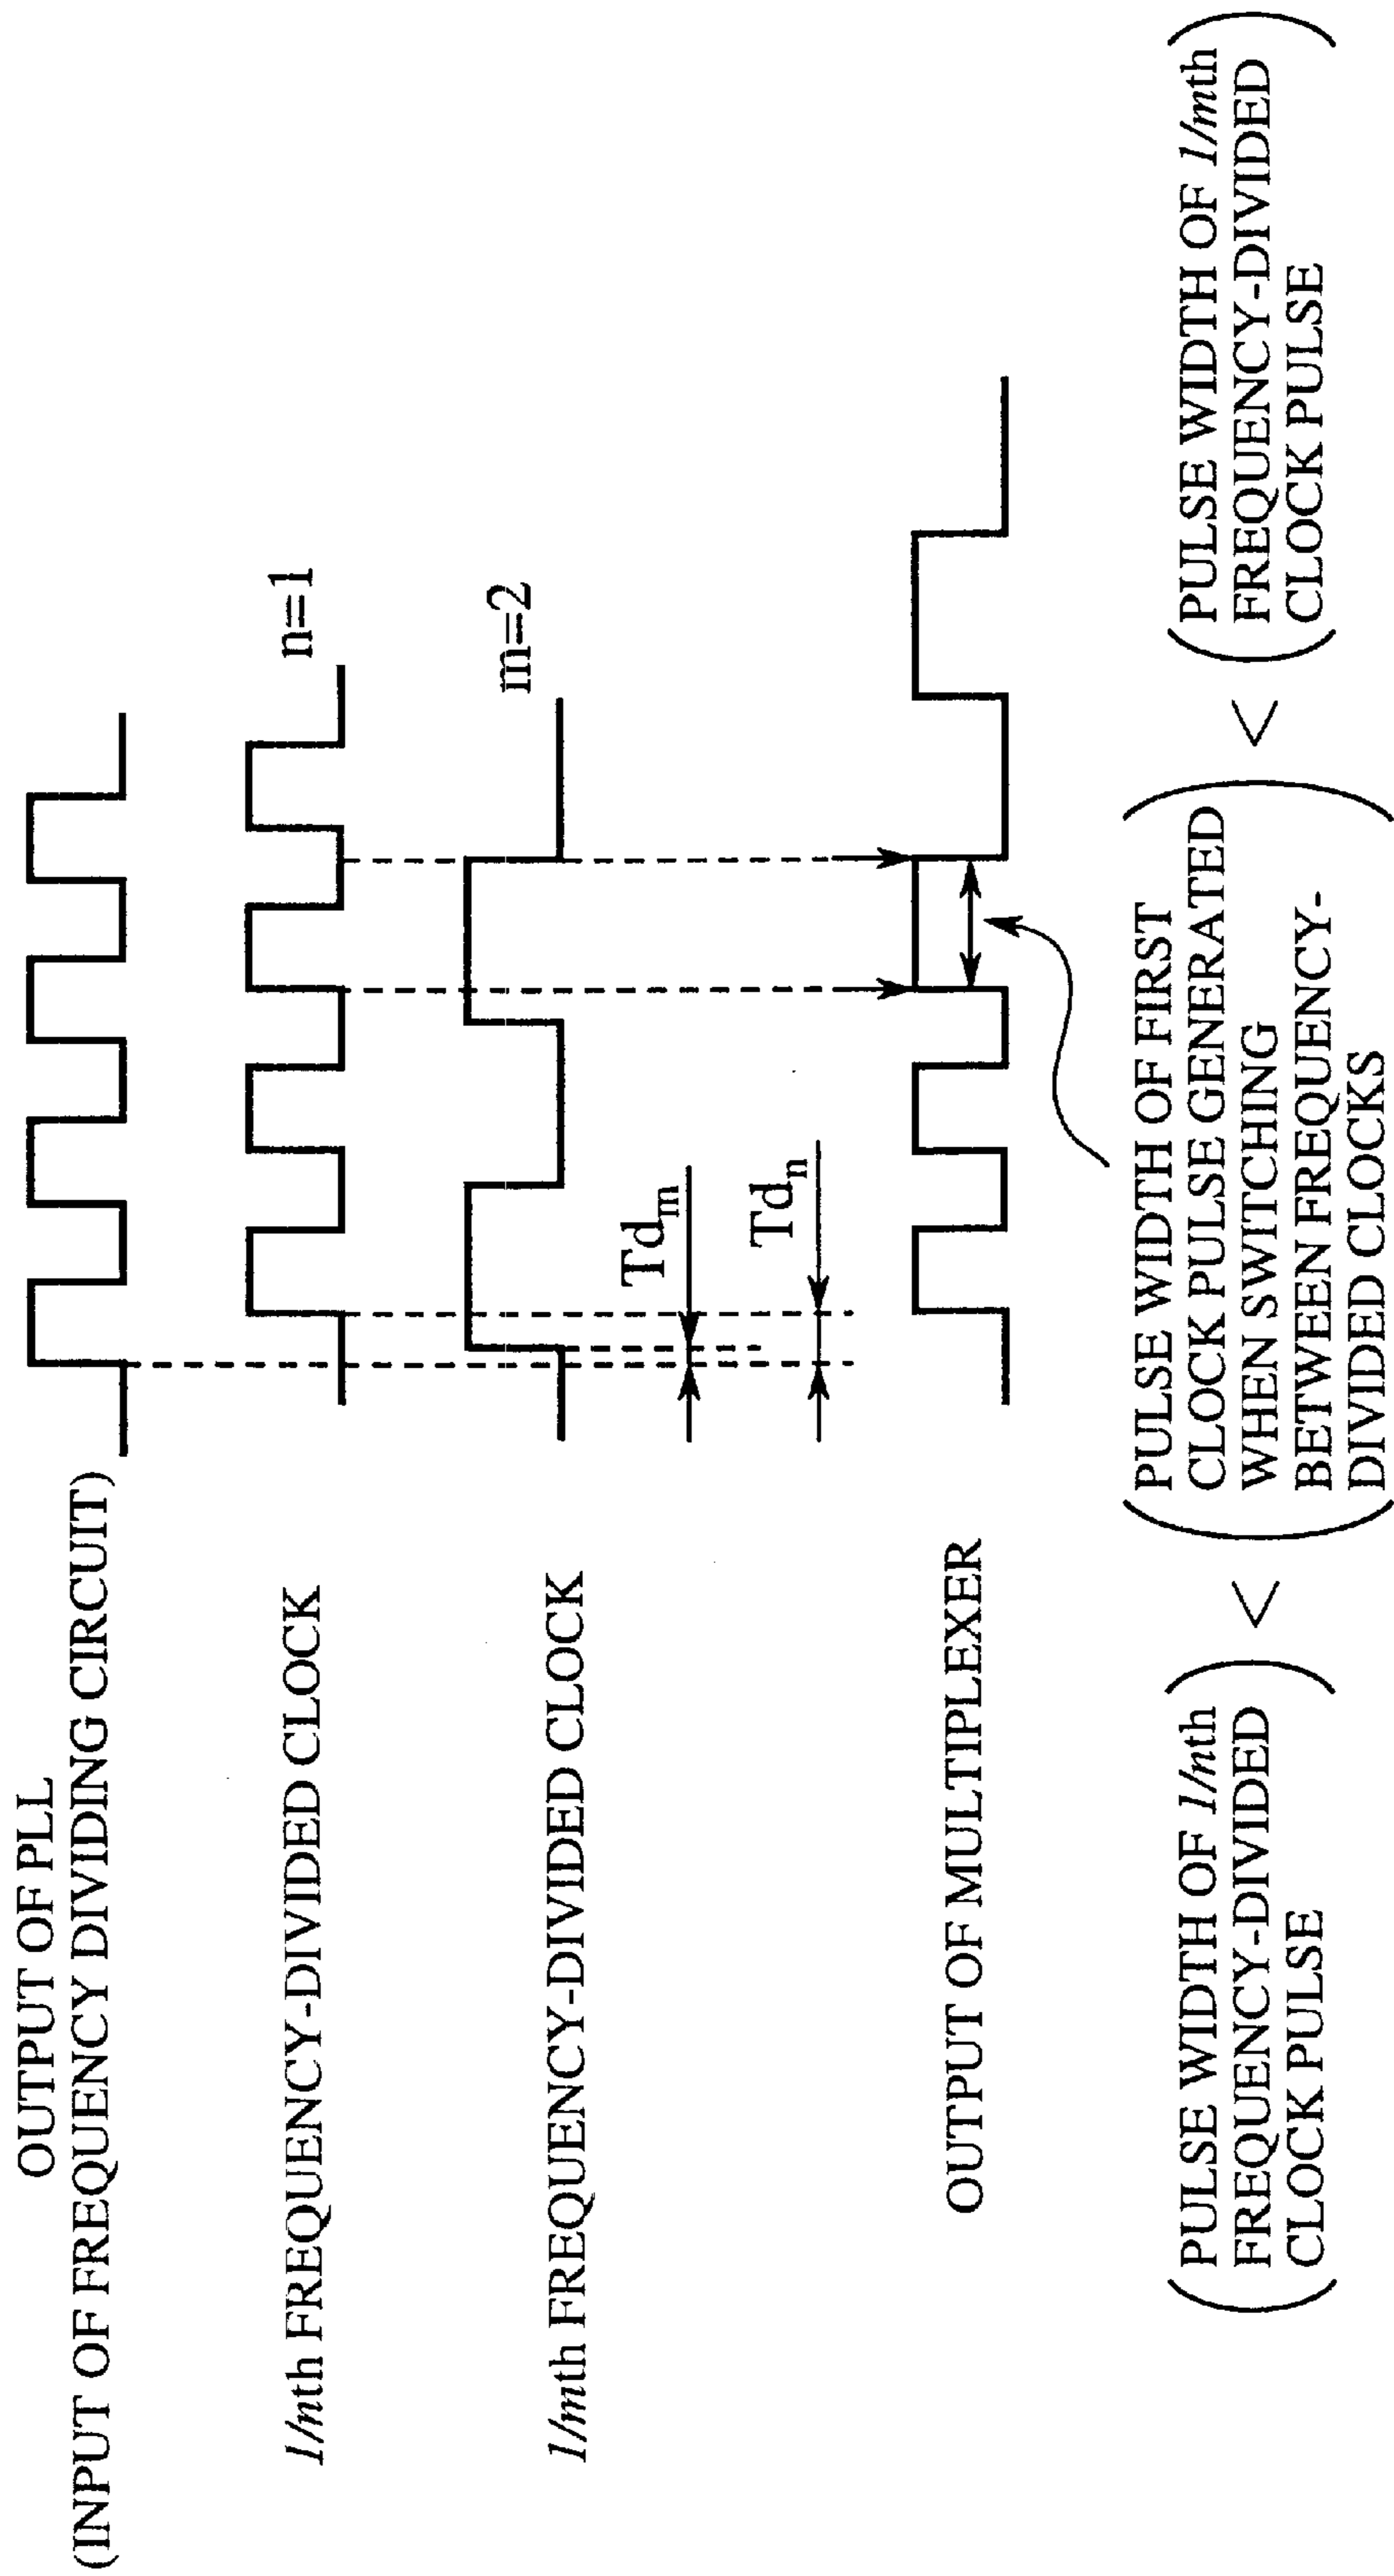 OUTPUT OF PLL
(INPUT OF FREQUENCY DIVIDING CIRCUIT)
1/nth FREQUENCY-DIVIDED CLOCK
n=1
1/mth FREQUENCY-DIVIDED CLOCK
m=2
Tdm
Tdn
OUTPUT OF MULTIPLEXER
(PULSE WIDTH OF 1/nth
FREQUENCY-DIVIDED
CLOCK PULSE)
<
(PULSE WIDTH OF FIRST
CLOCK PULSE GENERATED
WHEN SWITCHING
BETWEEN FREQUENCY-
DIVIDED CLOCKS)
<
(PULSE WIDTH OF 1/mth
FREQUENCY-DIVIDED
CLOCK PULSE)